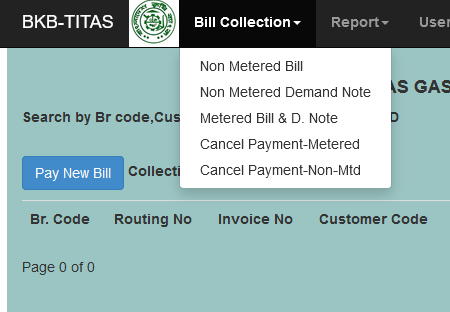 BKB-TITAS Bill Collection Report User
Non Metered Bill
Non Metered Demand Note
Metered Bill & D. Note
Cancel Payment-Metered
Cancel Payment-Non-Mtd
AS GAS
Search by Br code,Cus D
Pay New Bill Collecti
Br. Code Routing No Invoice No Customer Code
Page 0 of 0